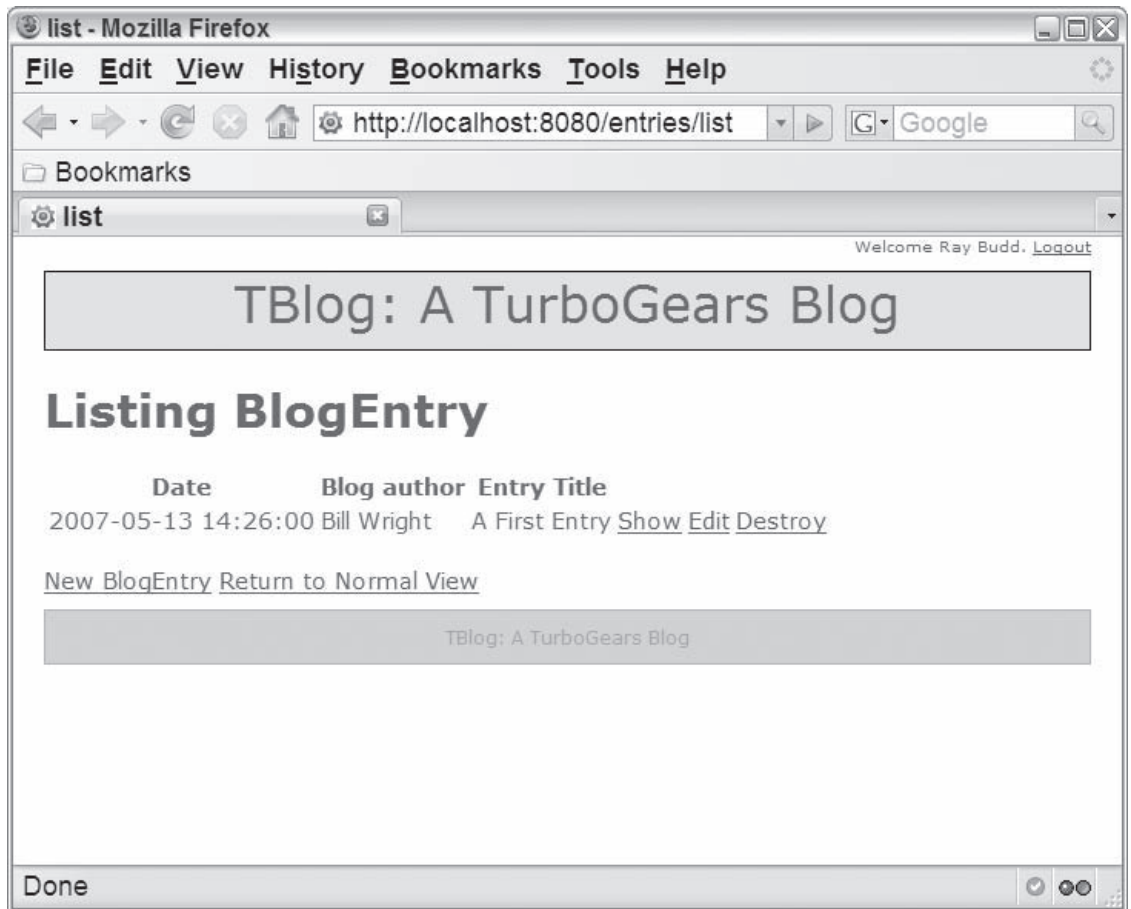 list - Mozilla Firefox
File Edit View History Bookmarks Tools Help
http://localhost:8080/entries/list G Google
Bookmarks
list
Welcome Ray Budd. Logout
TBlog: A TurboGears Blog
Listing BlogEntry
Date Blog author Entry Title
2007-05-13 14:26:00 Bill Wright A First Entry Show Edit Destroy
New BlogEntry Return to Normal View
TBlog: A TurboGears Blog
Done